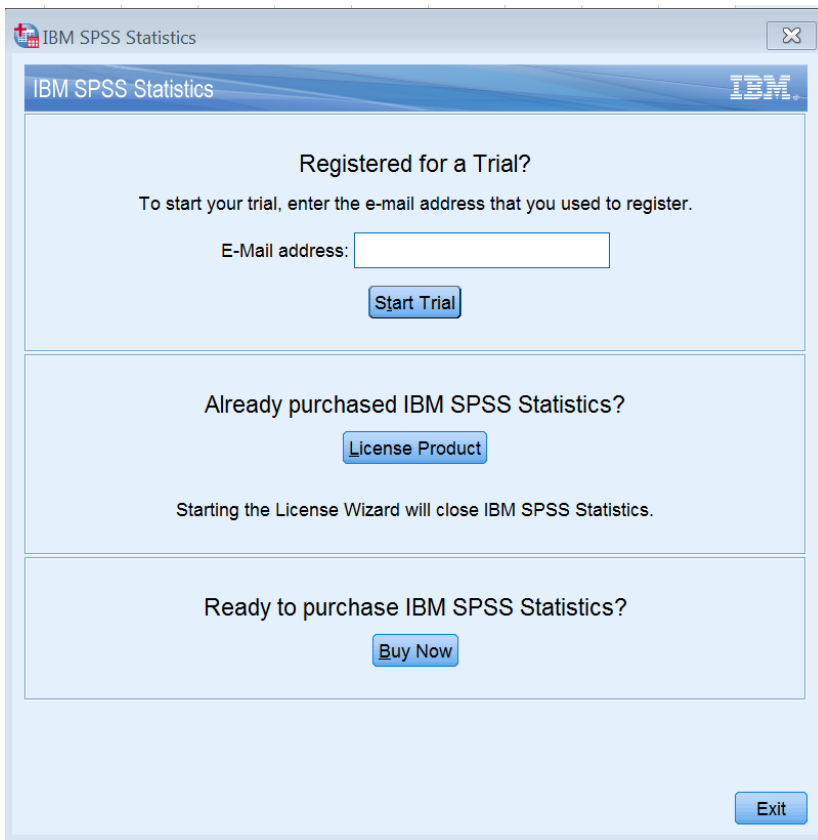 IBM SPSS Statistics
IBM SPSS Statistics
IBM.
Registered for a Trial?
To start your trial, enter the e-mail address that you used to register.
E-Mail address:
Start Trial
Already purchased IBM SPSS Statistics?
License Product
Starting the License Wizard will close IBM SPSS Statistics.
Ready to purchase IBM SPSS Statistics?
Buy Now
Exit